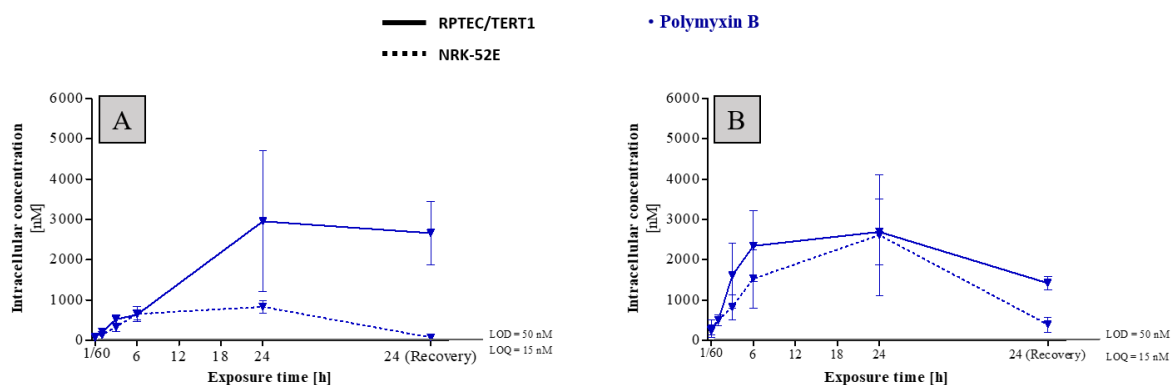 RPTEC/TERT1
NRK-52E
• Polymyxin B
A
Intracellular concentration
[nM]
6000
5000
4000
3000
2000
1000
0
1/60 6 12 18 24 24 (Recovery)
Exposure time [h]
LOD = 50 nM
LOQ = 15 nM
B
Intracellular concentration
[nM]
6000
5000
4000
3000
2000
1000
0
1/60 6 12 18 24 24 (Recovery)
Exposure time [h]
LOD = 50 nM
LOQ = 15 nM